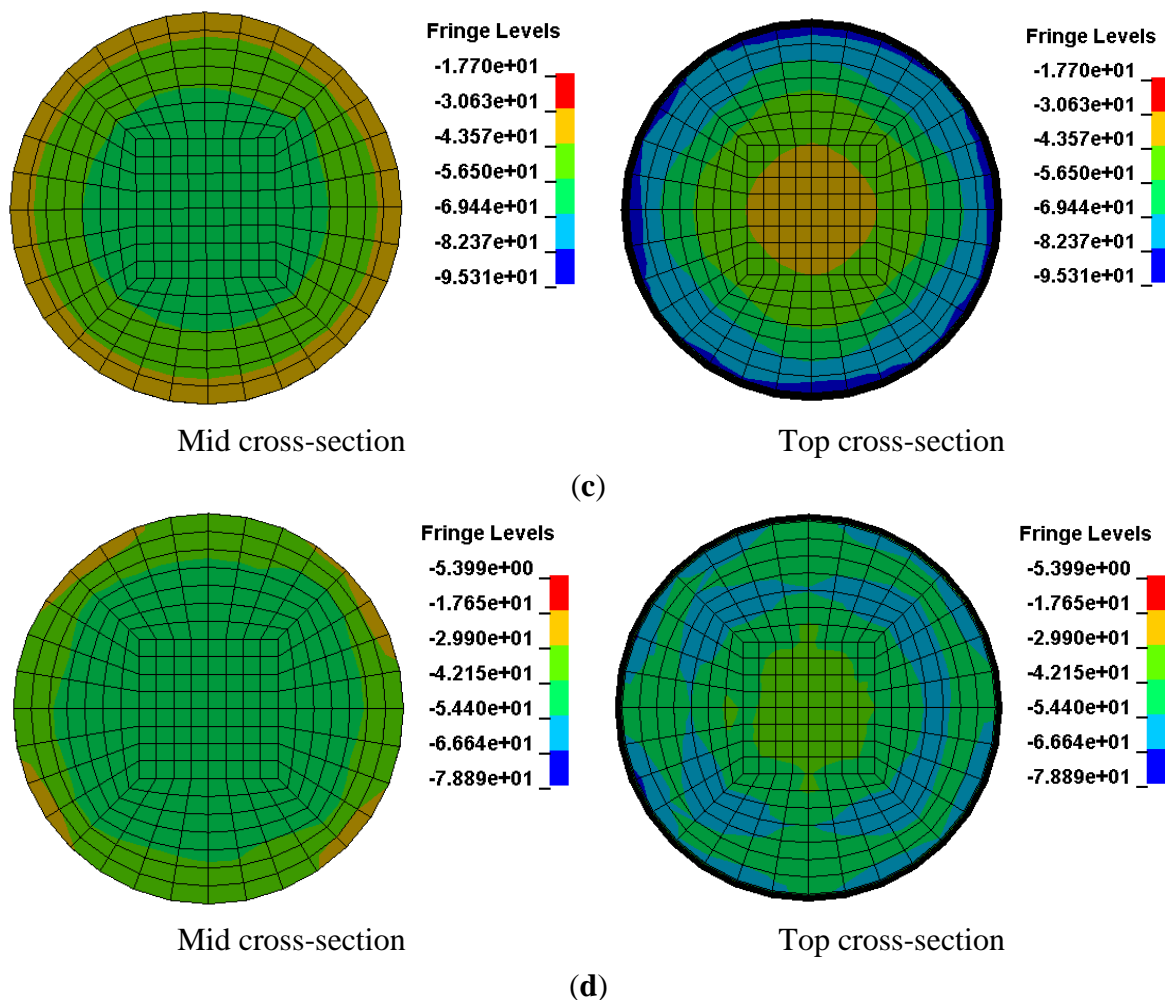 Fringe Levels
-1.770e+01
-3.063e+01
-4.357e+01
-5.650e+01
-6.944e+01
-8.237e+01
-9.531e+01
Mid cross-section
Fringe Levels
-1.770e+01
-3.063e+01
-4.357e+01
-5.650e+01
-6.944e+01
-8.237e+01
-9.531e+01
Top cross-section
(c)
Fringe Levels
-5.399e+00
-1.765e+01
-2.990e+01
-4.215e+01
-5.440e+01
-6.664e+01
-7.889e+01
Mid cross-section
Fringe Levels
-5.399e+00
-1.765e+01
-2.990e+01
-4.215e+01
-5.440e+01
-6.664e+01
-7.889e+01
Top cross-section
(d)